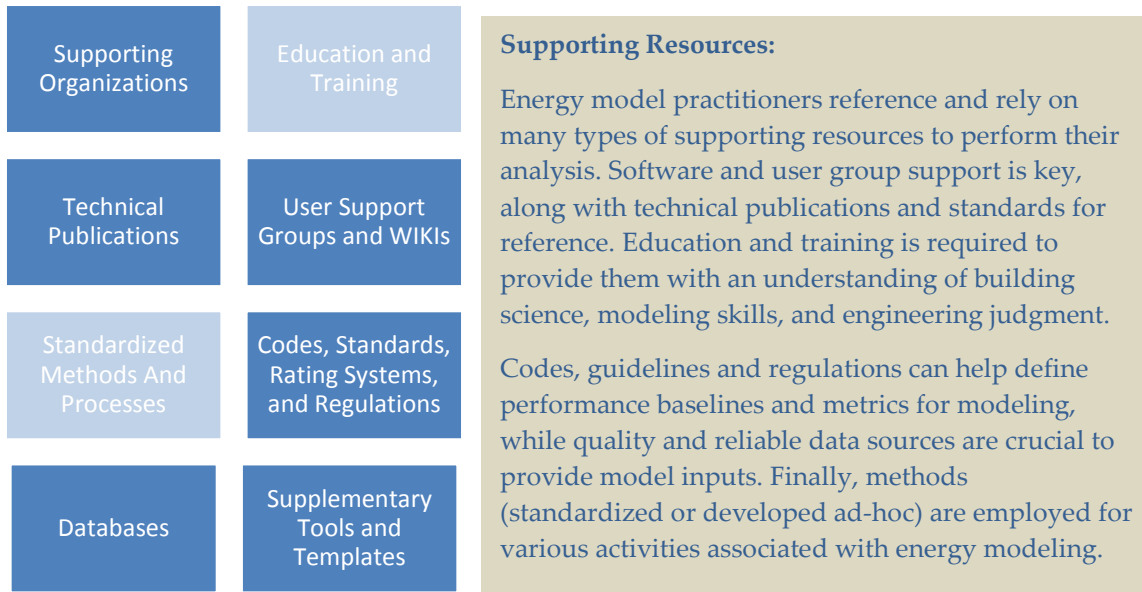 Supporting
Organizations
Education and
Training
Technical
Publications
User Support
Groups and WIKIs
Standardized
Methods And
Processes
Codes, Standards,
Rating Systems,
and Regulations
Databases
Supplementary
Tools and
Templates
Supporting Resources:
Energy model practitioners reference and rely on
many types of supporting resources to perform their
analysis. Software and user group support is key,
along with technical publications and standards for
reference. Education and training is required to
provide them with an understanding of building
science, modeling skills, and engineering judgment.
Codes, guidelines and regulations can help define
performance baselines and metrics for modeling,
while quality and reliable data sources are crucial to
provide model inputs. Finally, methods
(standardized or developed ad-hoc) are employed for
various activities associated with energy modeling.